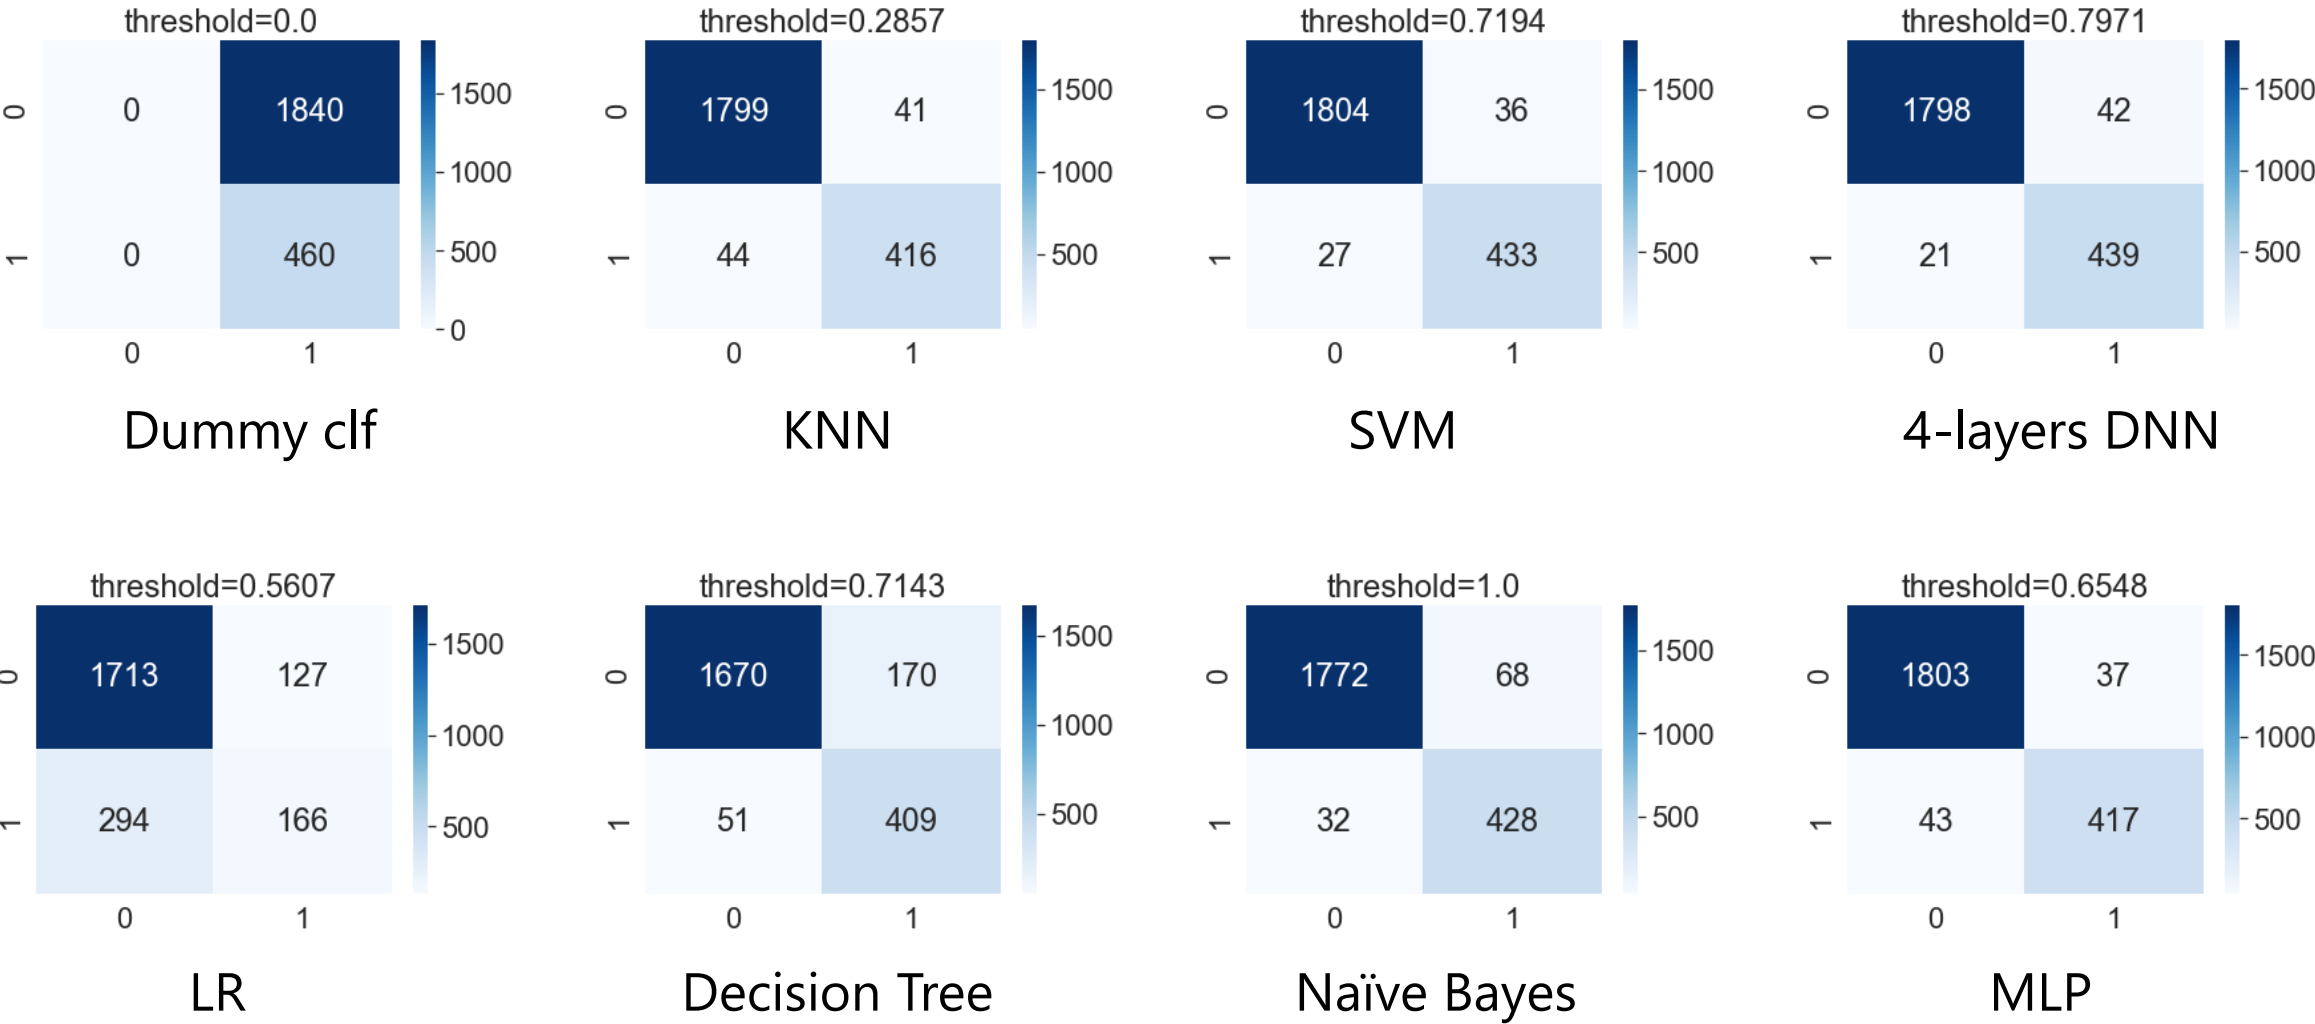 threshold=0.0
0 1840 1500
0
1000
0 460 500
1
0
0 1
Dummy clf
threshold=0.2857
1799 41 1500
0
1000
44 416 500
1
0 1
KNN
threshold=0.7194
1804 36 1500
0
1000
27 433 500
1
0 1
SVM
threshold=0.7971
1798 42 1500
0
1000
21 439 500
1
0 1
4-layers DNN
threshold=0.5607
1713 127 1500
0
1000
294 166 500
1
0 1
LR
threshold=0.7143
1670 170 1500
0
1000
51 409 500
1
0 1
Decision Tree
threshold=1.0
1772 68 1500
0
1000
32 428 500
1
0 1
Naïve Bayes
threshold=0.6548
1803 37 1500
0
1000
43 417 500
1
0 1
MLP